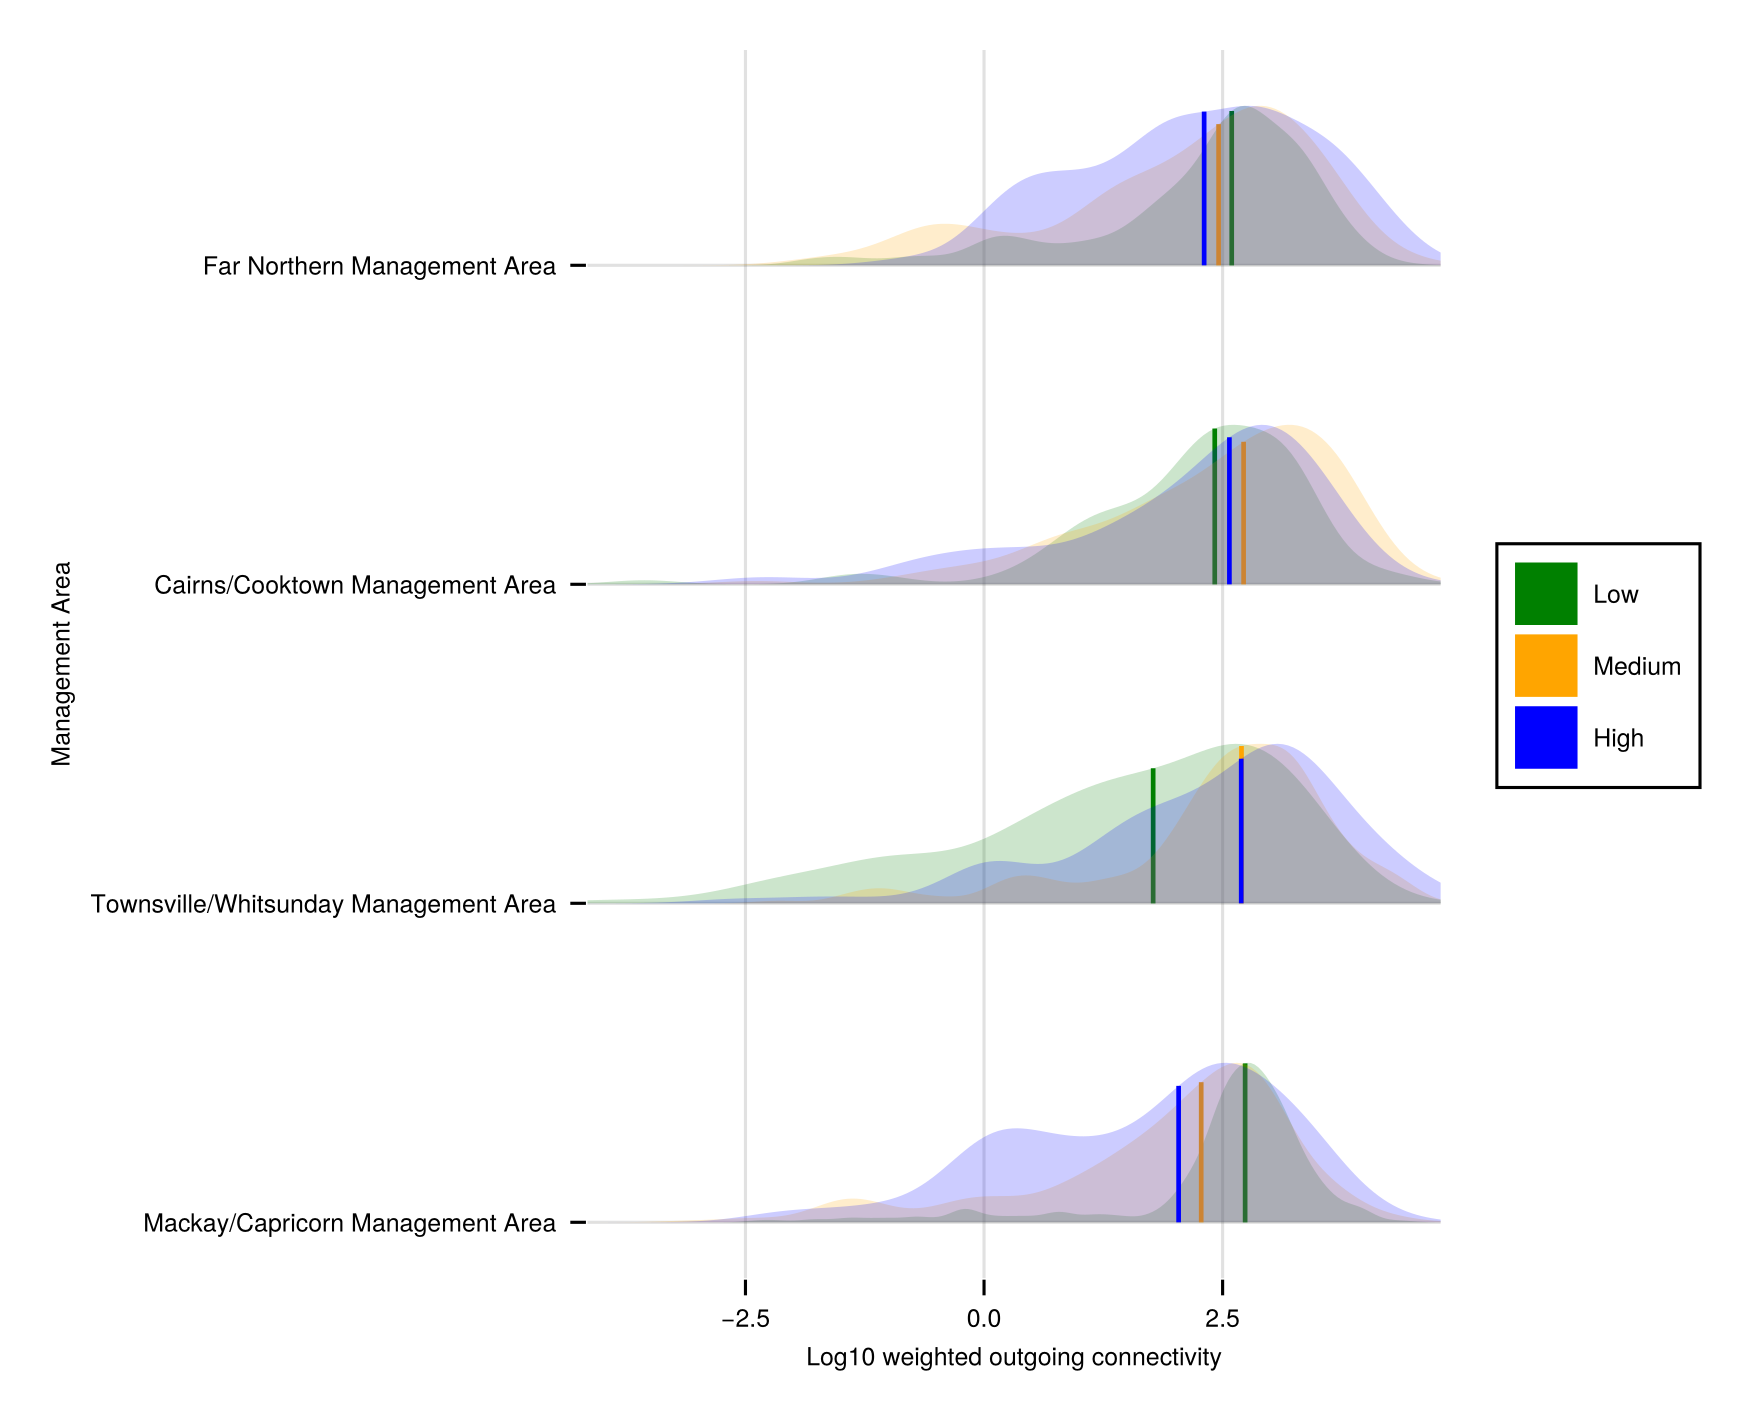 Far Northern Management Area
Cairns/Cooktown Management Area
Townsville/Whitsunday Management Area
Mackay/Capricorn Management Area
Management Area
−2.5
0.0
2.5
Log10 weighted outgoing connectivity
Low
Medium
High